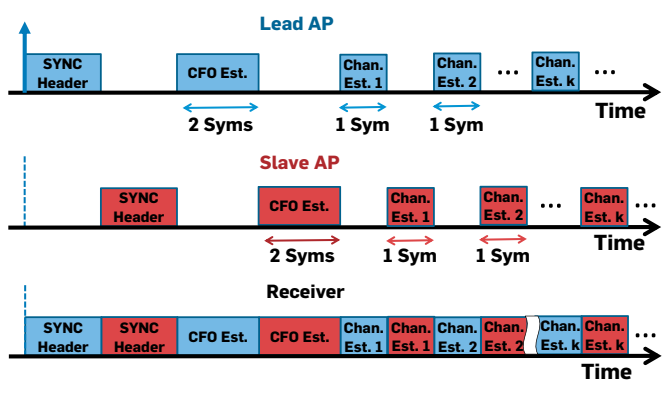 Lead AP
SYNC
Header
CFO Est.
Chan.
Est. 1
Chan.
Est. 2
...
Chan.
Est. k
...
Time
2 Syms
1 Sym
1 Sym
Slave AP
SYNC
Header
CFO Est.
Chan.
Est. 1
Chan.
Est. 2
...
Chan.
Est. k
...
Time
2 Syms
1 Sym
1 Sym
Receiver
SYNC
Header
SYNC
Header
CFO Est.
CFO Est.
Chan.
Est. 1
Chan.
Est. 1
Chan.
Est. 2
Chan.
Est. 2
Chan.
Est. k
Chan.
Est. k
...
Time